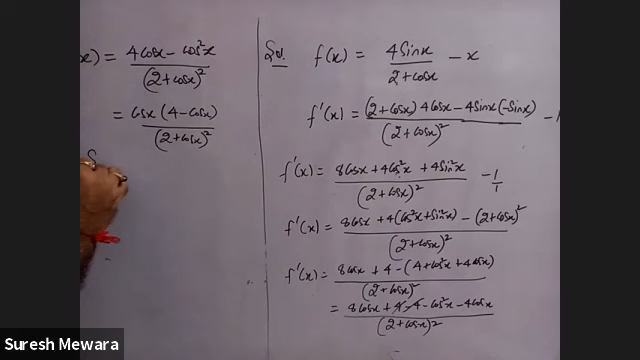 x) = (4cosx - cos²x)/(2+cosx)²
= cosx (4-cosx)/(2+cosx)²
Sol. f(x) = 4sinx/(2+cosx) - x
f'(x) = ((2+cosx) 4cosx - 4sinx(-sinx))/(2+cosx)² - 1
f'(x) = (8cosx + 4cos²x + 4sin²x)/(2+cosx)² - 1/1
f'(x) = (8cosx + 4(cos²x+sin²x) - (2+cosx)²)/(2+cosx)²
f'(x) = (8cosx + 4 - (4+cos²x+4cosx))/(2+cosx)²
= (8cosx + 4 - 4 - cos²x - 4cosx)/(2+cosx)²
Suresh Mewara